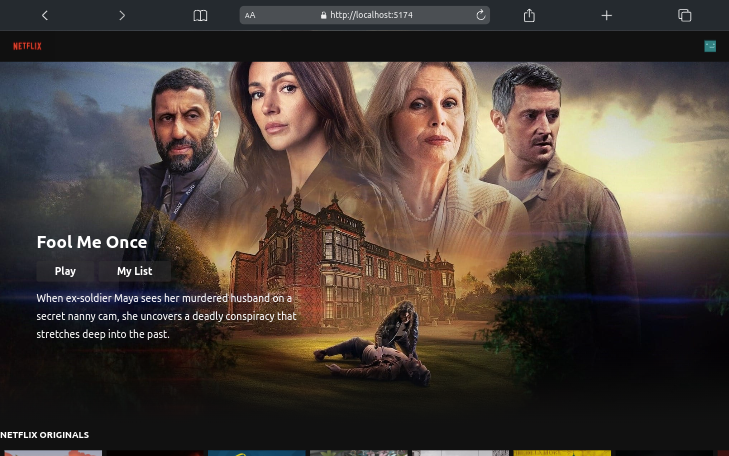 AA
http://localhost:5174
NETFLIX
Fool Me Once
Play
My List
When ex-soldier Maya sees her murdered husband on a
secret nanny cam, she uncovers a deadly conspiracy that
stretches deep into the past.
NETFLIX ORIGINALS